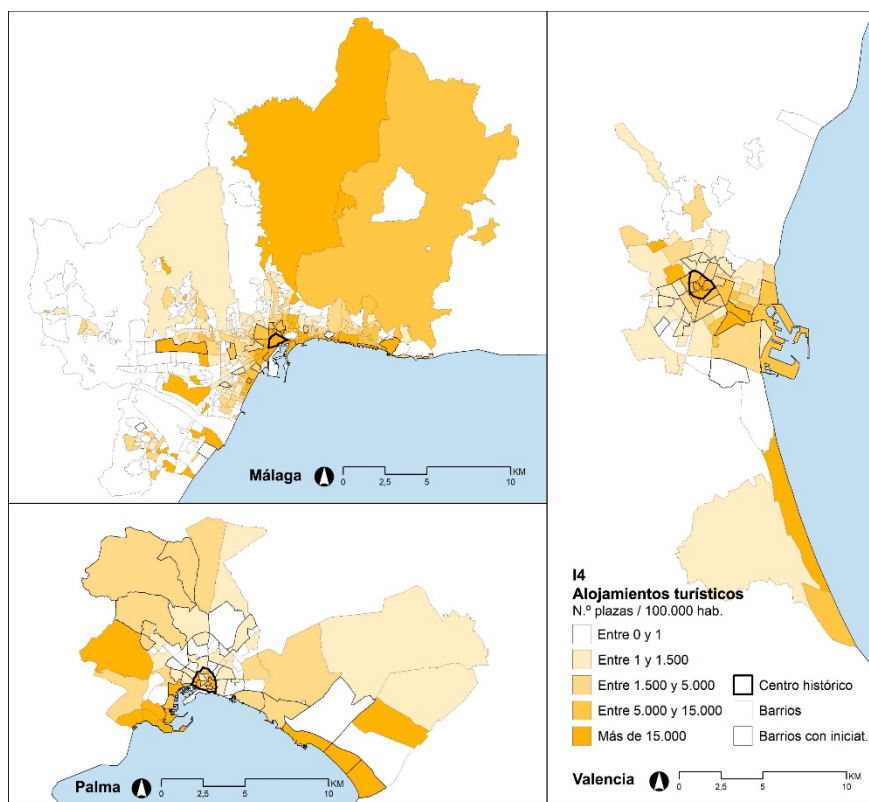 Málaga
0 2,5 5 10 KM
Palma
0 2,5 5 10 KM
I4
Alojamientos turísticos
N.º plazas / 100.000 hab.
Entre 0 y 1
Entre 1 y 1.500
Entre 1.500 y 5.000
Entre 5.000 y 15.000
Más de 15.000
Centro histórico
Barrios
Barrios con iniciat.
Valencia
0 2,5 5 10 KM